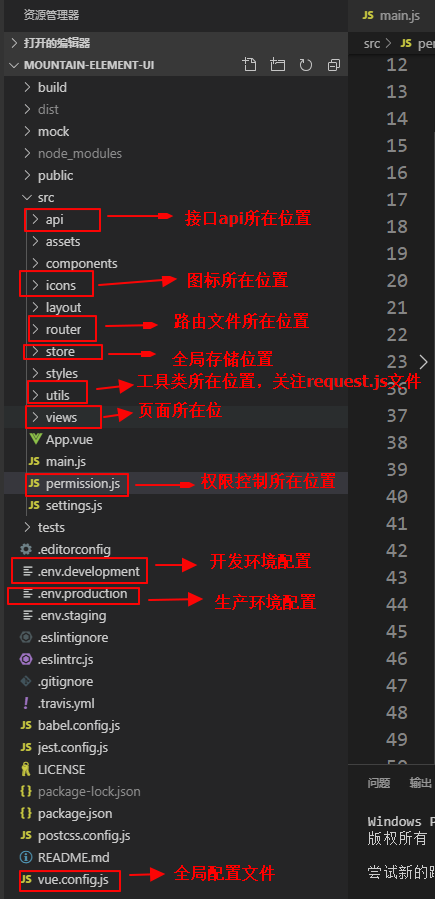 资源管理器
JS main.js
打开的编辑器
src > JS per
MOUNTAIN-ELEMENT-UI
12
build
13
dist
14
mock
15
node_modules
16
public
17
src
18
api 接口api所在位置
19
assets
components
20
icons 图标所在位置
21
layout
22
router 路由文件所在位置
23
store 全局存储位置
36
styles
utils 工具类所在位置，关注request.js文件
37
views 页面所在位
38
App.vue
39
JS main.js
40
JS permission.js 权限控制所在位置
41
JS settings.js
42
tests
43
.editorconfig
.env.development 开发环境配置
44
.env.production 生产环境配置
45
.env.staging
46
.eslintignore
47
.eslintrc.js
48
.gitignore
49
.travis.yml
JS babel.config.js
JS jest.config.js
LICENSE
问题 输出
{} package-lock.json
{} package.json
Windows P
JS postcss.config.js
版权所有
README.md
尝试新的跨
JS vue.config.js 全局配置文件